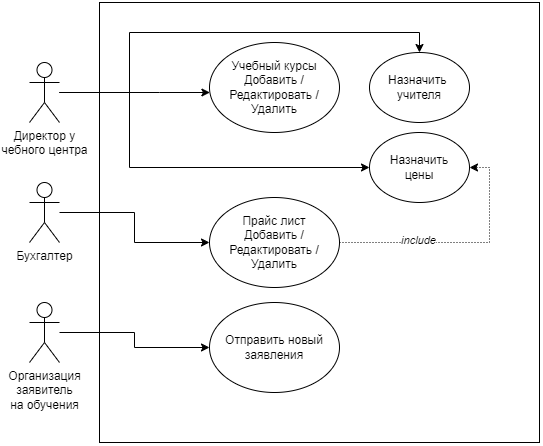 Директор у
чебного центра
Учебный курсы
Добавить /
Редактировать /
Удалить
Назначить
учителя
Назначить
цены
Бухгалтер
Прайс лист
Добавить /
Редактировать /
Удалить
include
Организация
заявитель
на обучения
Отправить новый
заявления